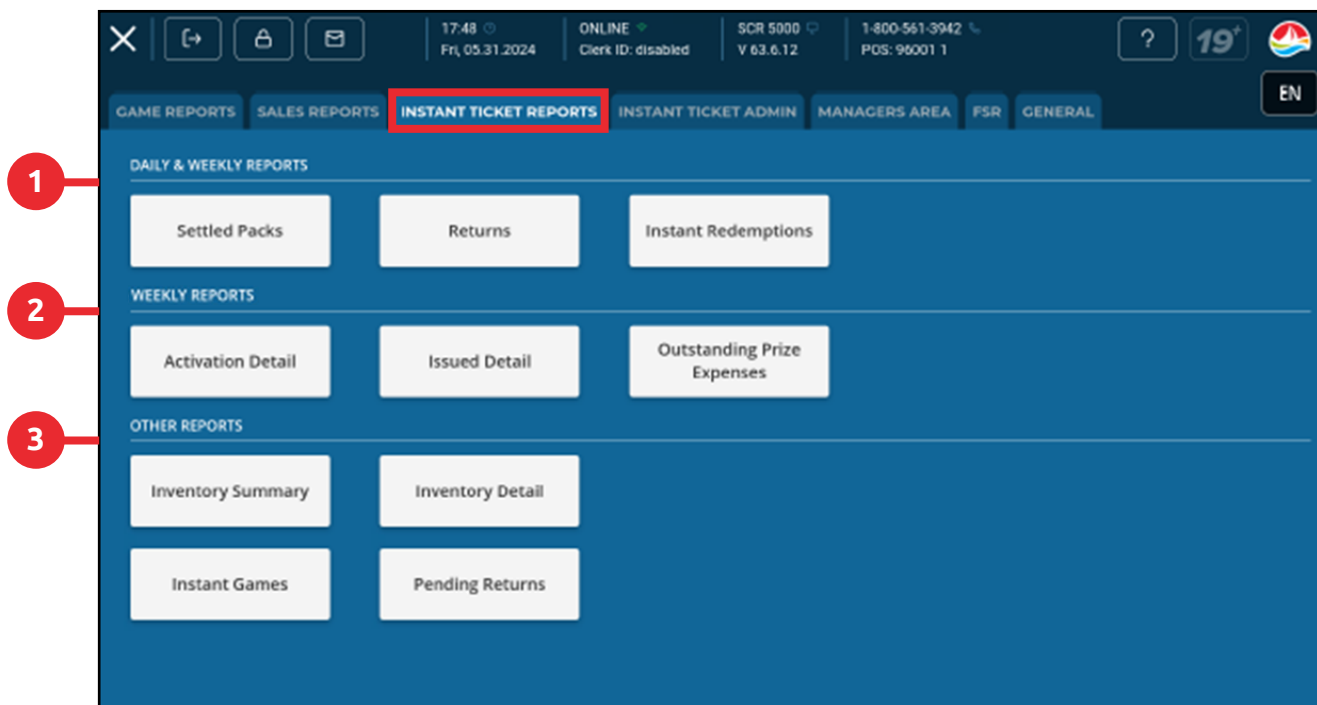 17:48
ONLINE
SCR 5000
1-800-561-3942
Fri, 05.31.2024
Clerk ID: disabled
V 63.6.12
POS: 96001 1
?
19+
EN
GAME REPORTS
SALES REPORTS
INSTANT TICKET REPORTS
INSTANT TICKET ADMIN
MANAGERS AREA
FSR
GENERAL
1
DAILY & WEEKLY REPORTS
Settled Packs
Returns
Instant Redemptions
2
WEEKLY REPORTS
Activation Detail
Issued Detail
Outstanding Prize
Expenses
3
OTHER REPORTS
Inventory Summary
Inventory Detail
Instant Games
Pending Returns